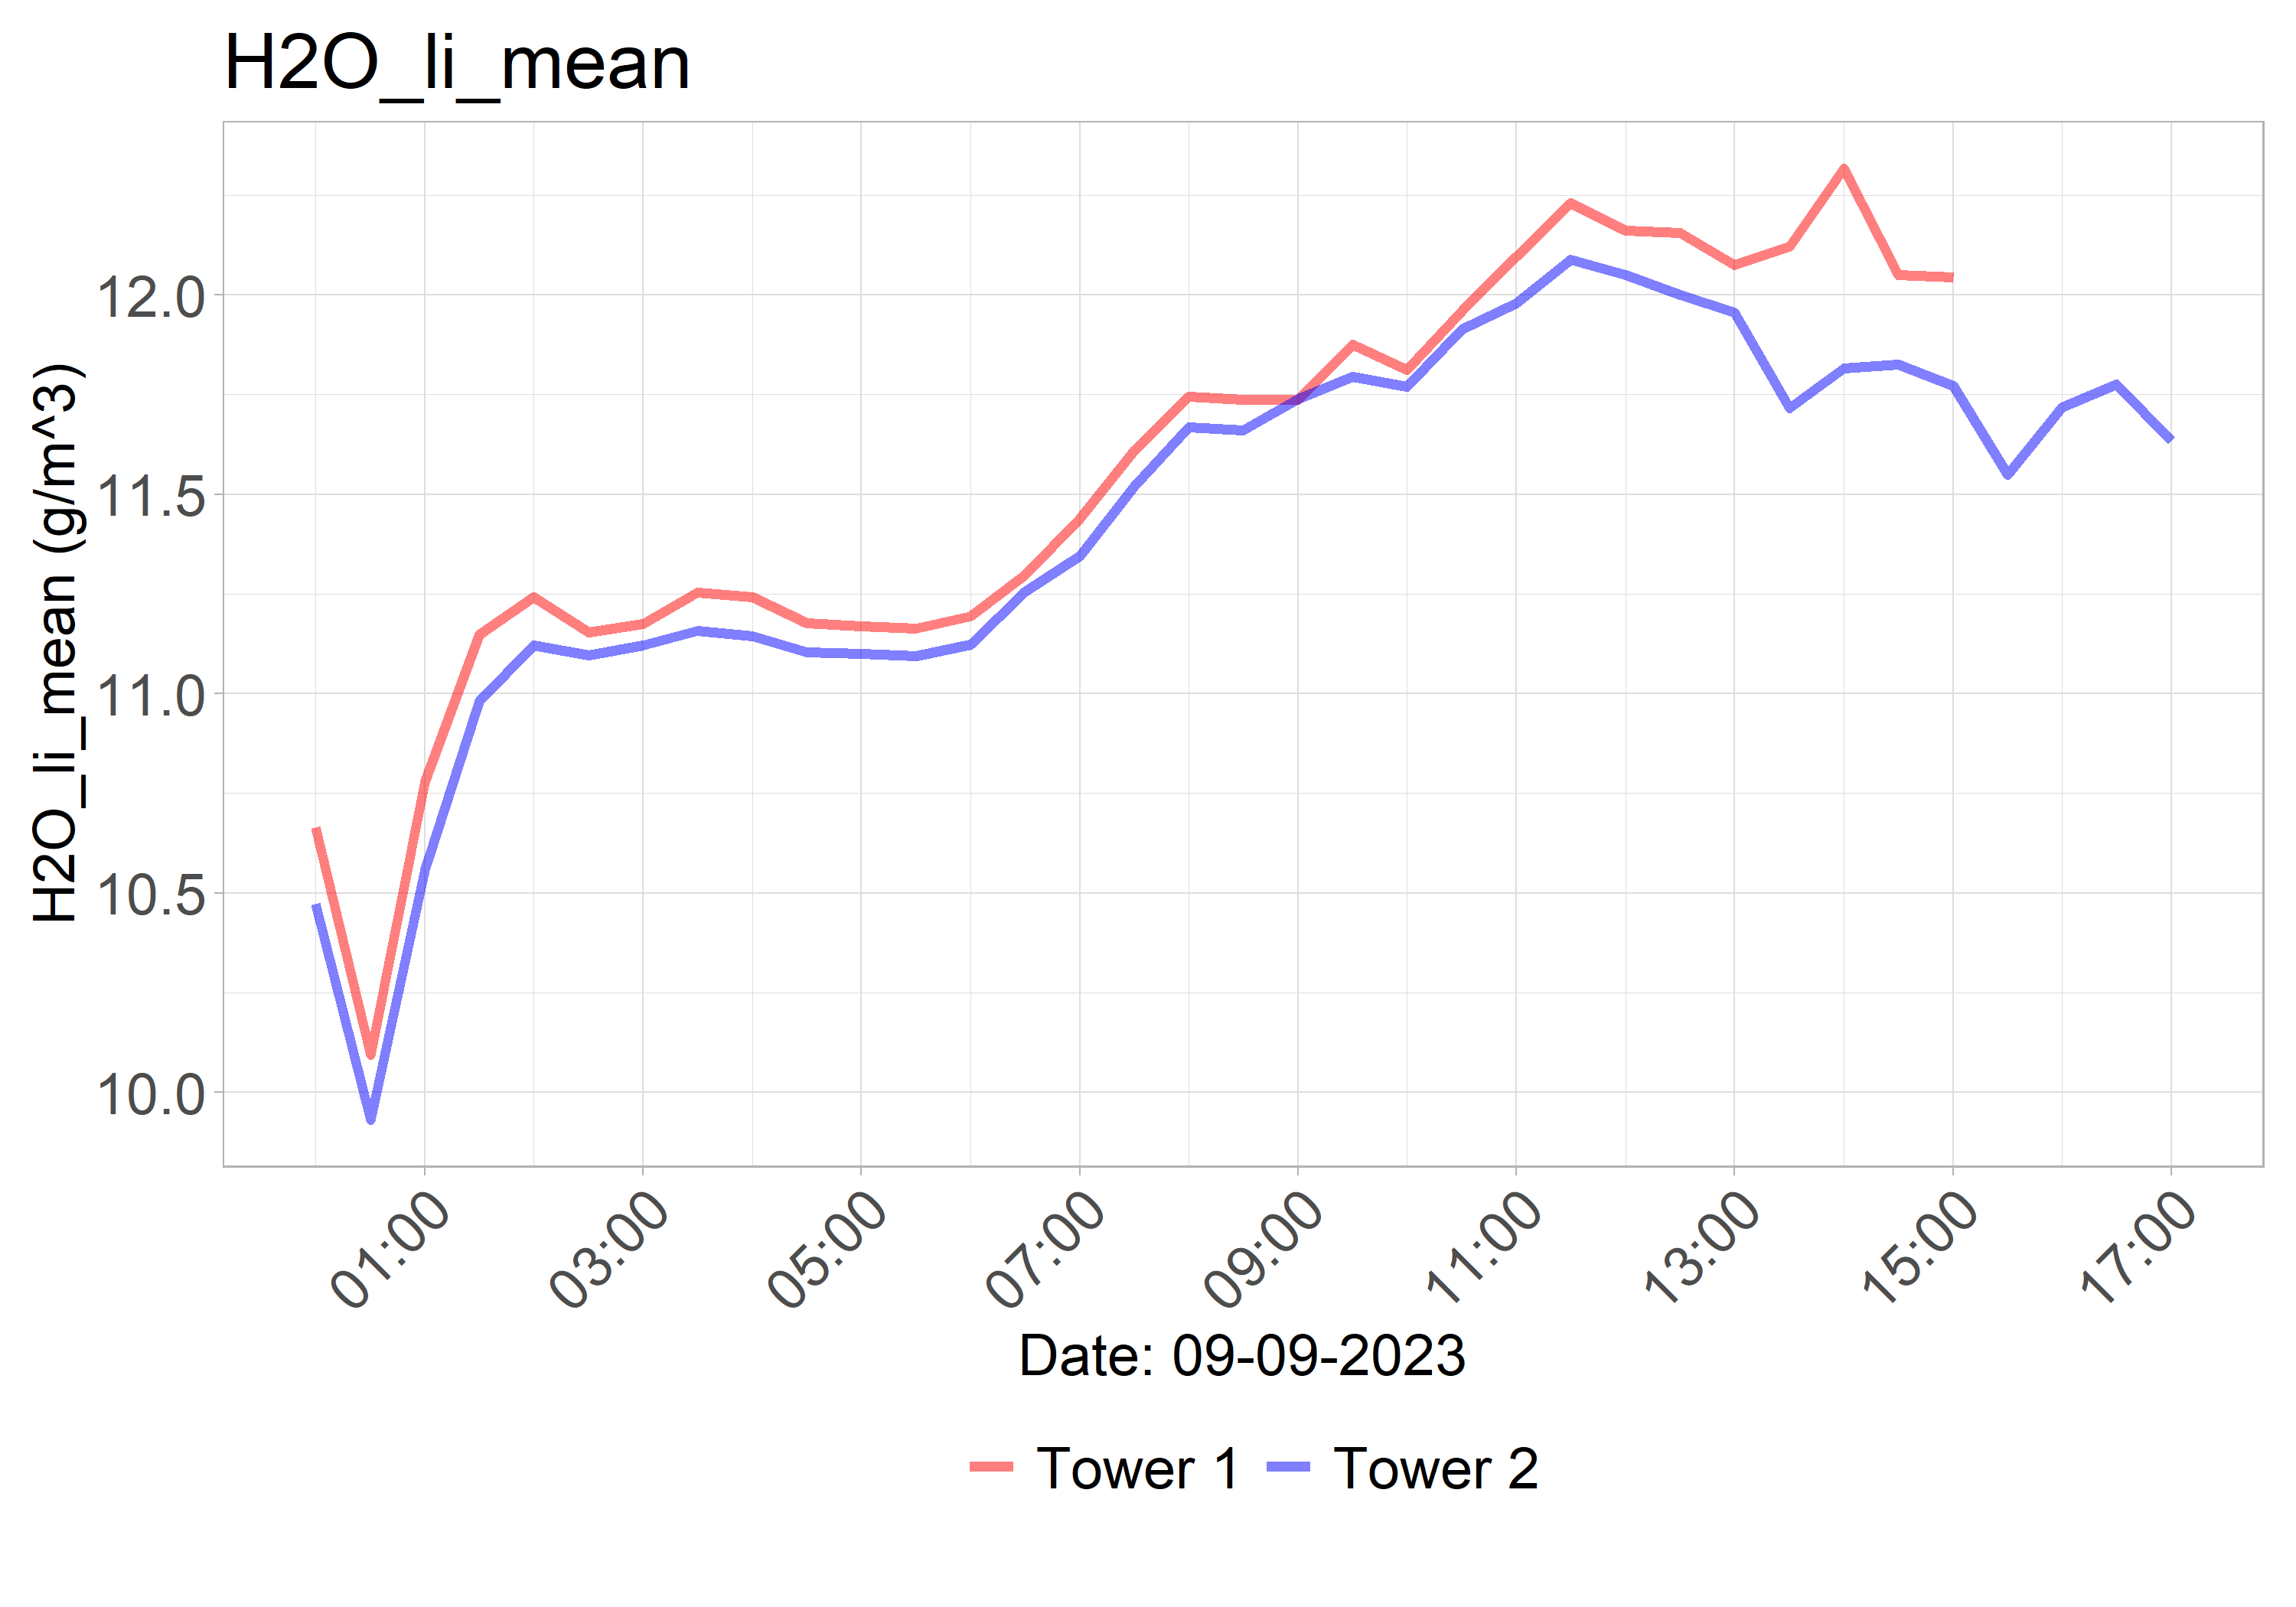 H2O_li_mean
H2O_li_mean (g/m^3)
12.0
11.5
11.0
10.5
10.0
01:00 03:00 05:00 07:00 09:00 11:00 13:00 15:00 17:00
Date: 09-09-2023
Tower 1 Tower 2